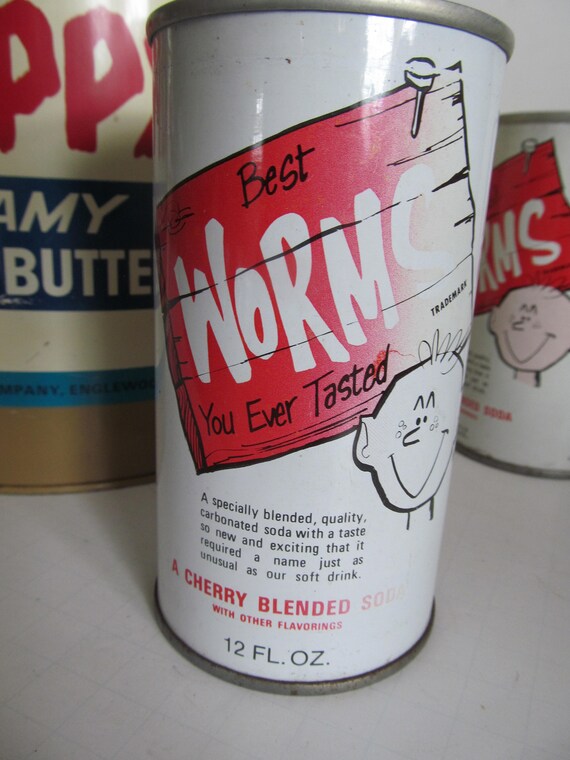 Best
WORMS
TRADEMARK
You Ever Tasted
A specially blended, quality,
carbonated soda with a taste
so new and exciting that it
required a name just as
unusual as our soft drink.
A CHERRY BLENDED SODA
WITH OTHER FLAVORINGS
12 FL. OZ.
PPY
AMY
BUTTE
MPANY, ENGLEWOO
RMS
SODA